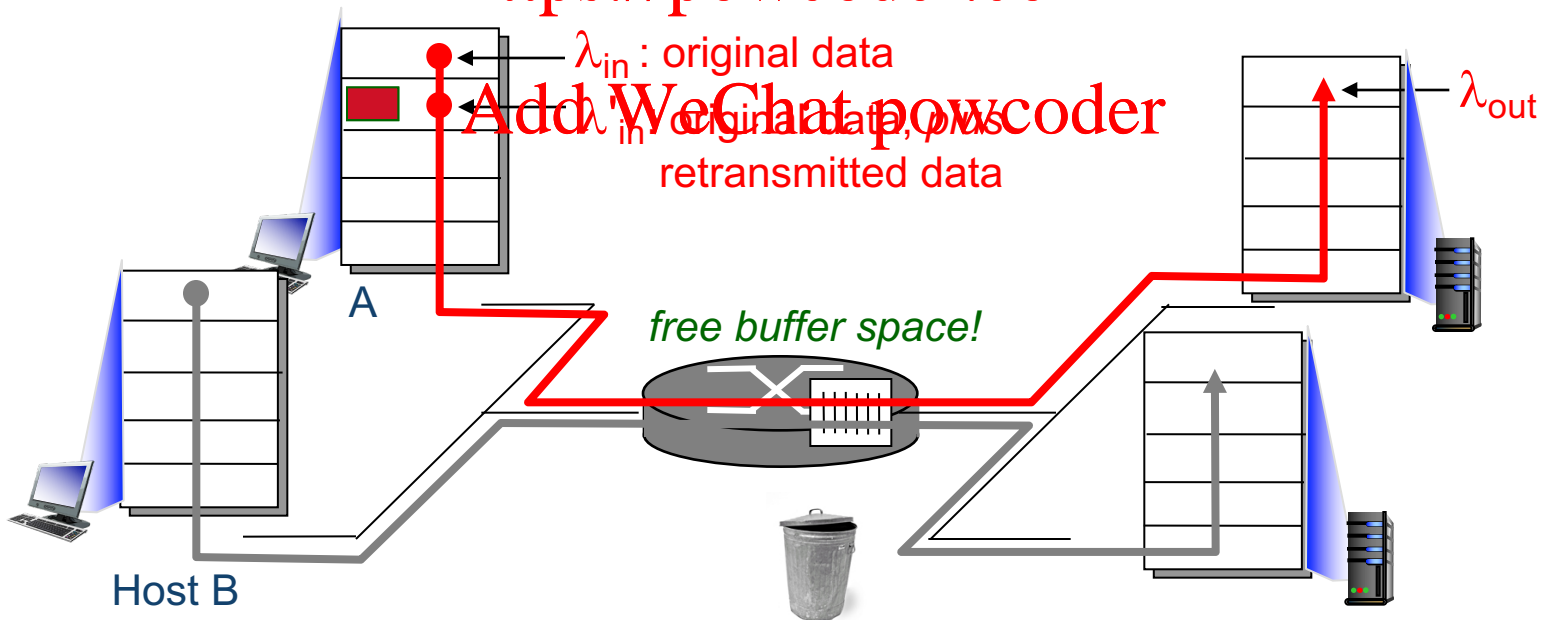 λin : original data
Add WeChat powcoder
λ'in: original data, plus
retransmitted data
λout
A
free buffer space!
Host B